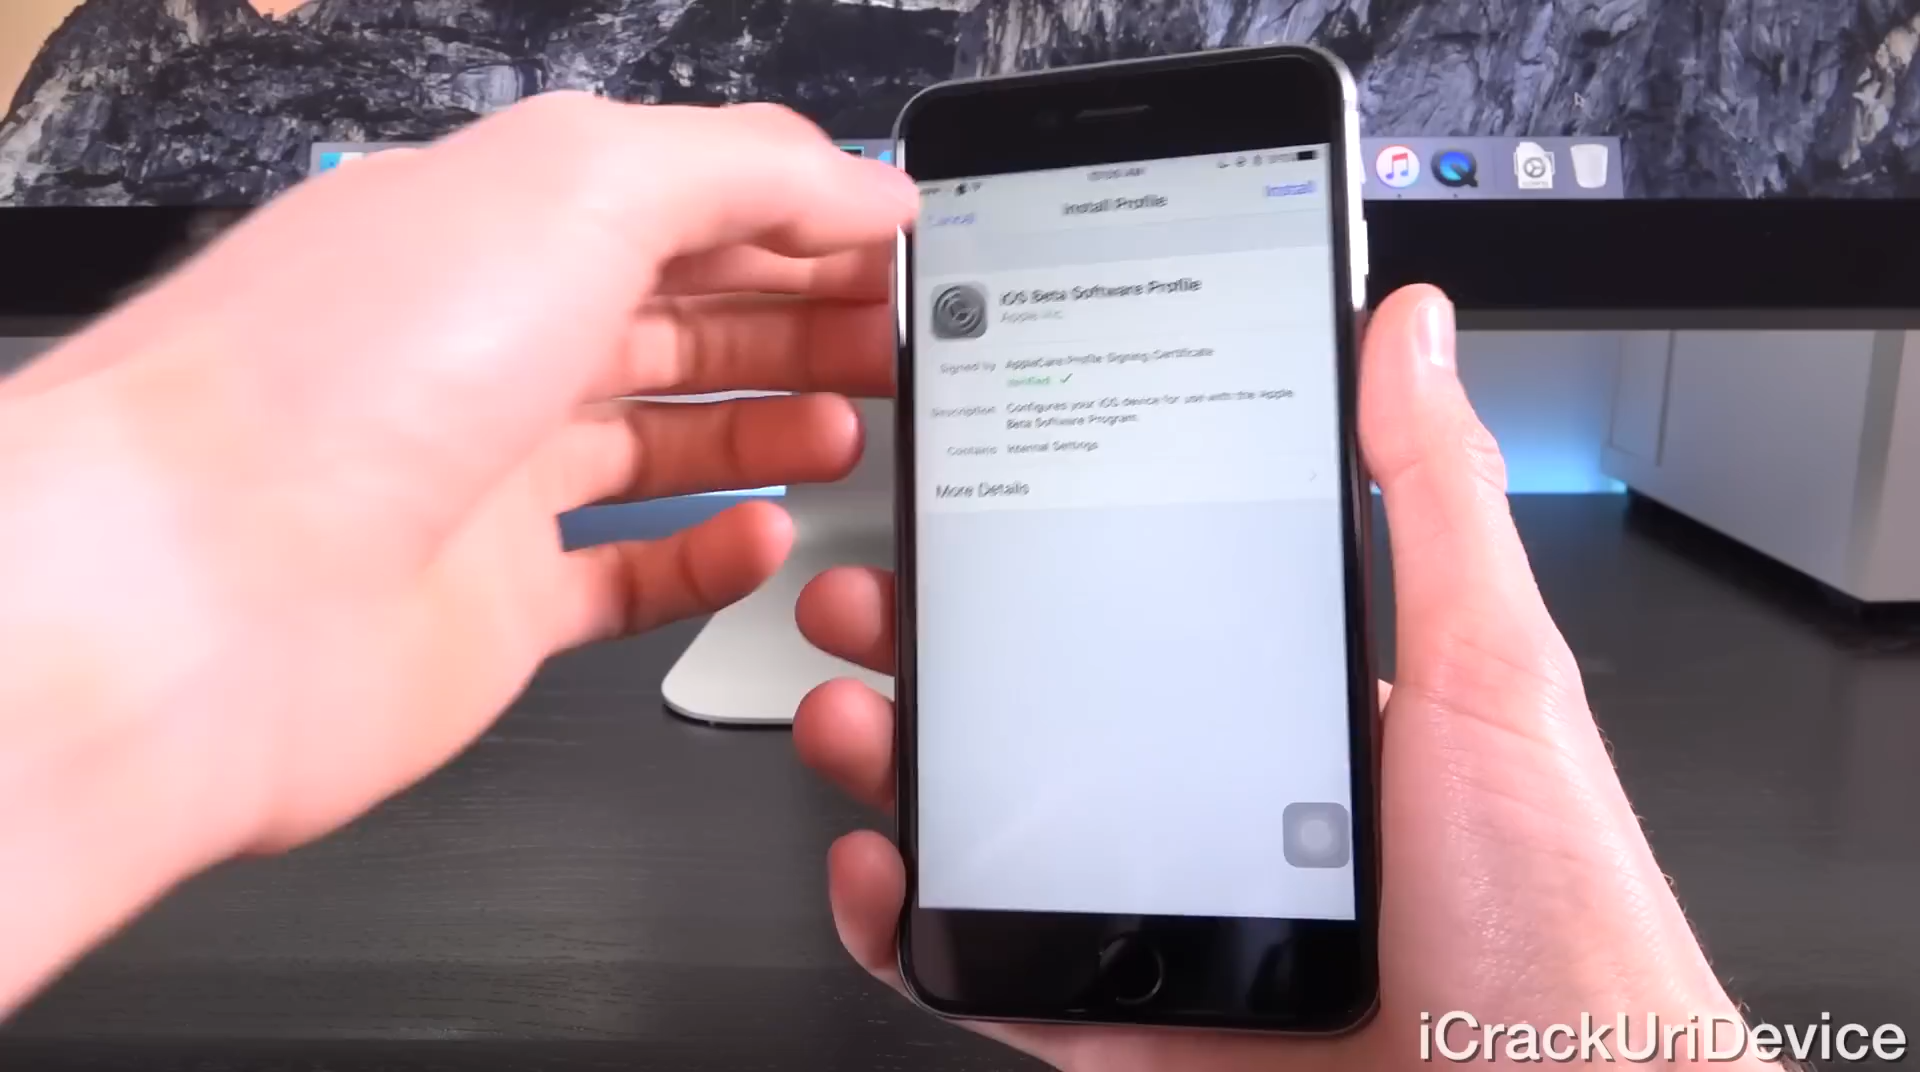 Cancel
Install Profile
Install
iOS Beta Software Profile
Apple Inc.
Signed by AppleCare Profile Signing Certificate
Verified ✓
Description Configures your iOS device for use with the Apple
Beta Software Program.
Contains Internal Settings
More Details
iCrackUriDevice